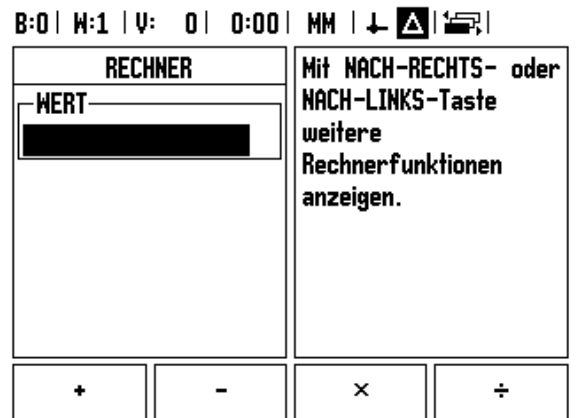 B:0| W:1 | V: 0| 0:00| MM | Δ
RECHNER
WERT
Mit NACH-RECHTS- oder
NACH-LINKS-Taste
weitere
Rechnerfunktionen
anzeigen.
+ - × ÷